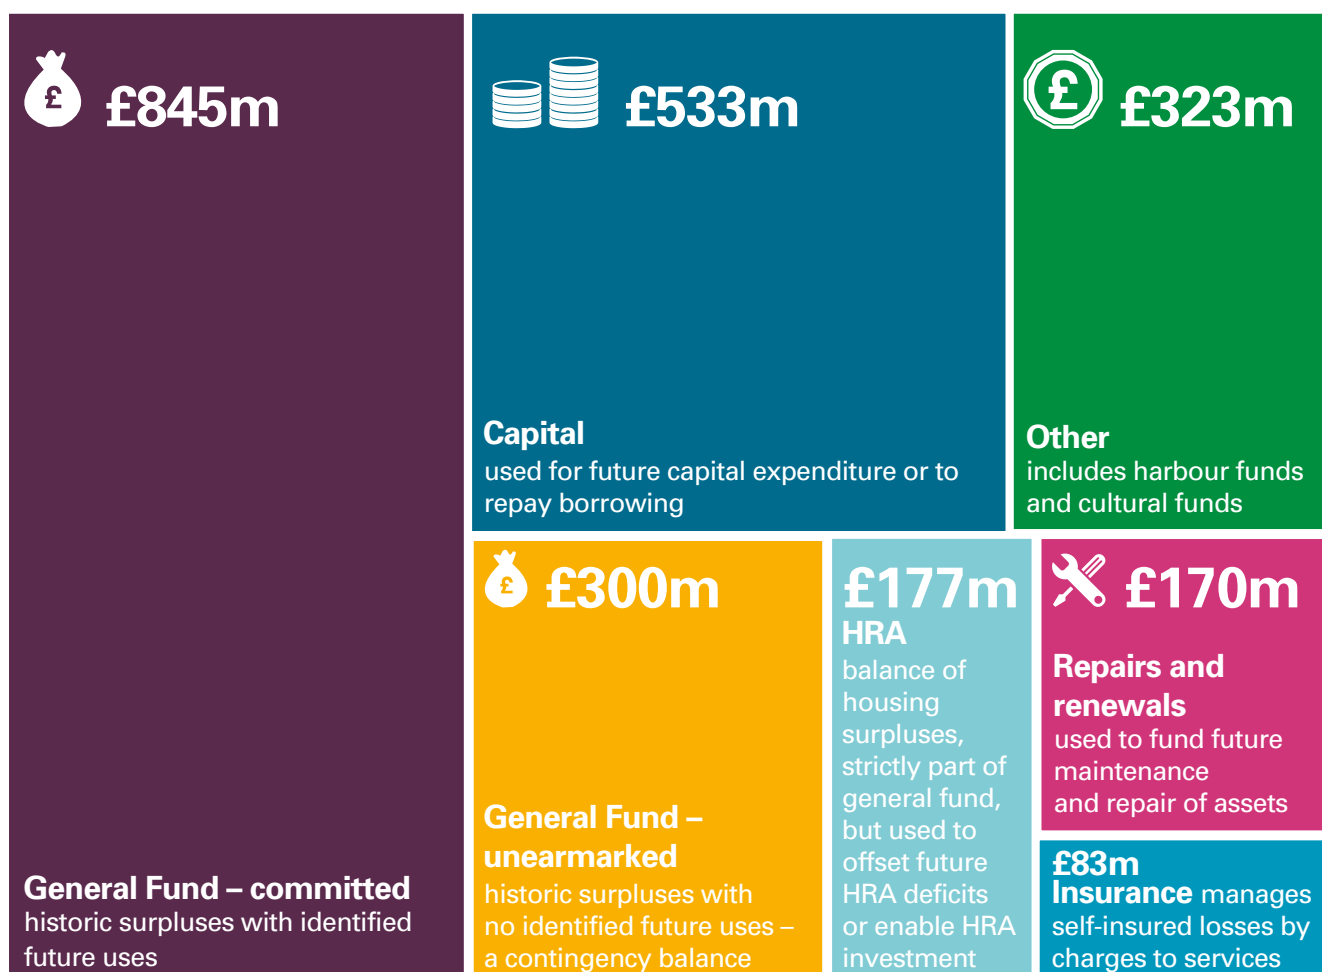 £
£845m
General Fund – committed
historic surpluses with identified
future uses
£533m
Capital
used for future capital expenditure or to
repay borrowing
£
£323m
Other
includes harbour funds
and cultural funds
£
£300m
General Fund –
unearmarked
historic surpluses with
no identified future uses –
a contingency balance
£177m
HRA
balance of
housing
surpluses,
strictly part of
general fund,
but used to
offset future
HRA deficits
or enable HRA
investment
£170m
Repairs and
renewals
used to fund future
maintenance
and repair of assets
£83m
Insurance manages
self-insured losses by
charges to services